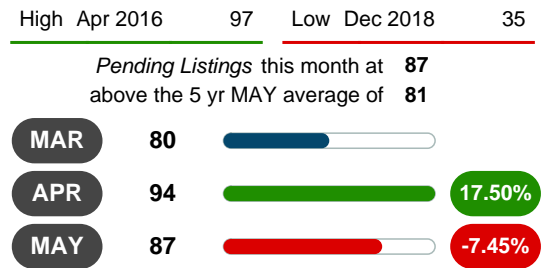 High Apr 2016 97 Low Dec 2018 35
Pending Listings this month at 87
above the 5 yr MAY average of 81
MAR 80
APR 94 17.50%
MAY 87 -7.45%